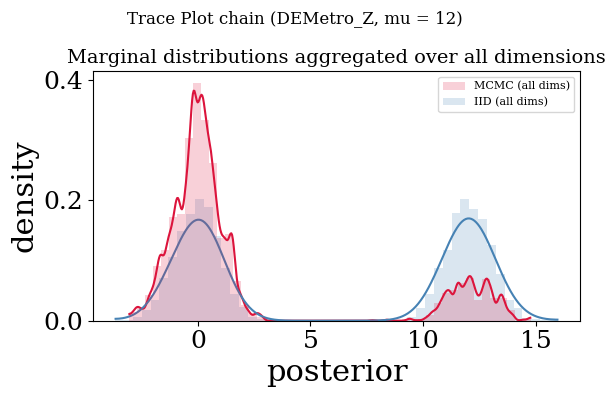 Trace Plot chain (DEMetro_Z, mu = 12)
Marginal distributions aggregated over all dimensions
MCMC (all dims)
IID (all dims)
density
0.4
0.2
0.0
0
5
10
15
posterior